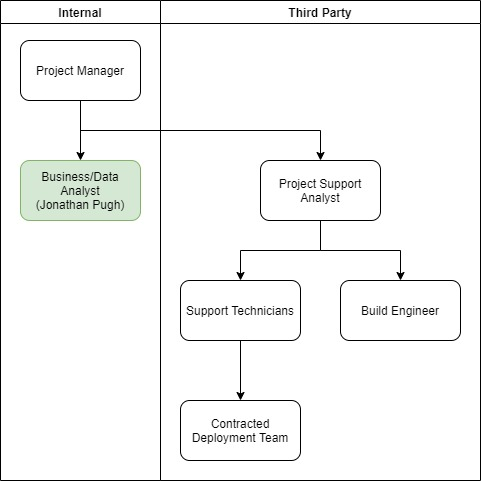 Internal
Third Party
Project Manager
Business/Data
Analyst
(Jonathan Pugh)
Project Support
Analyst
Support Technicians
Build Engineer
Contracted
Deployment Team